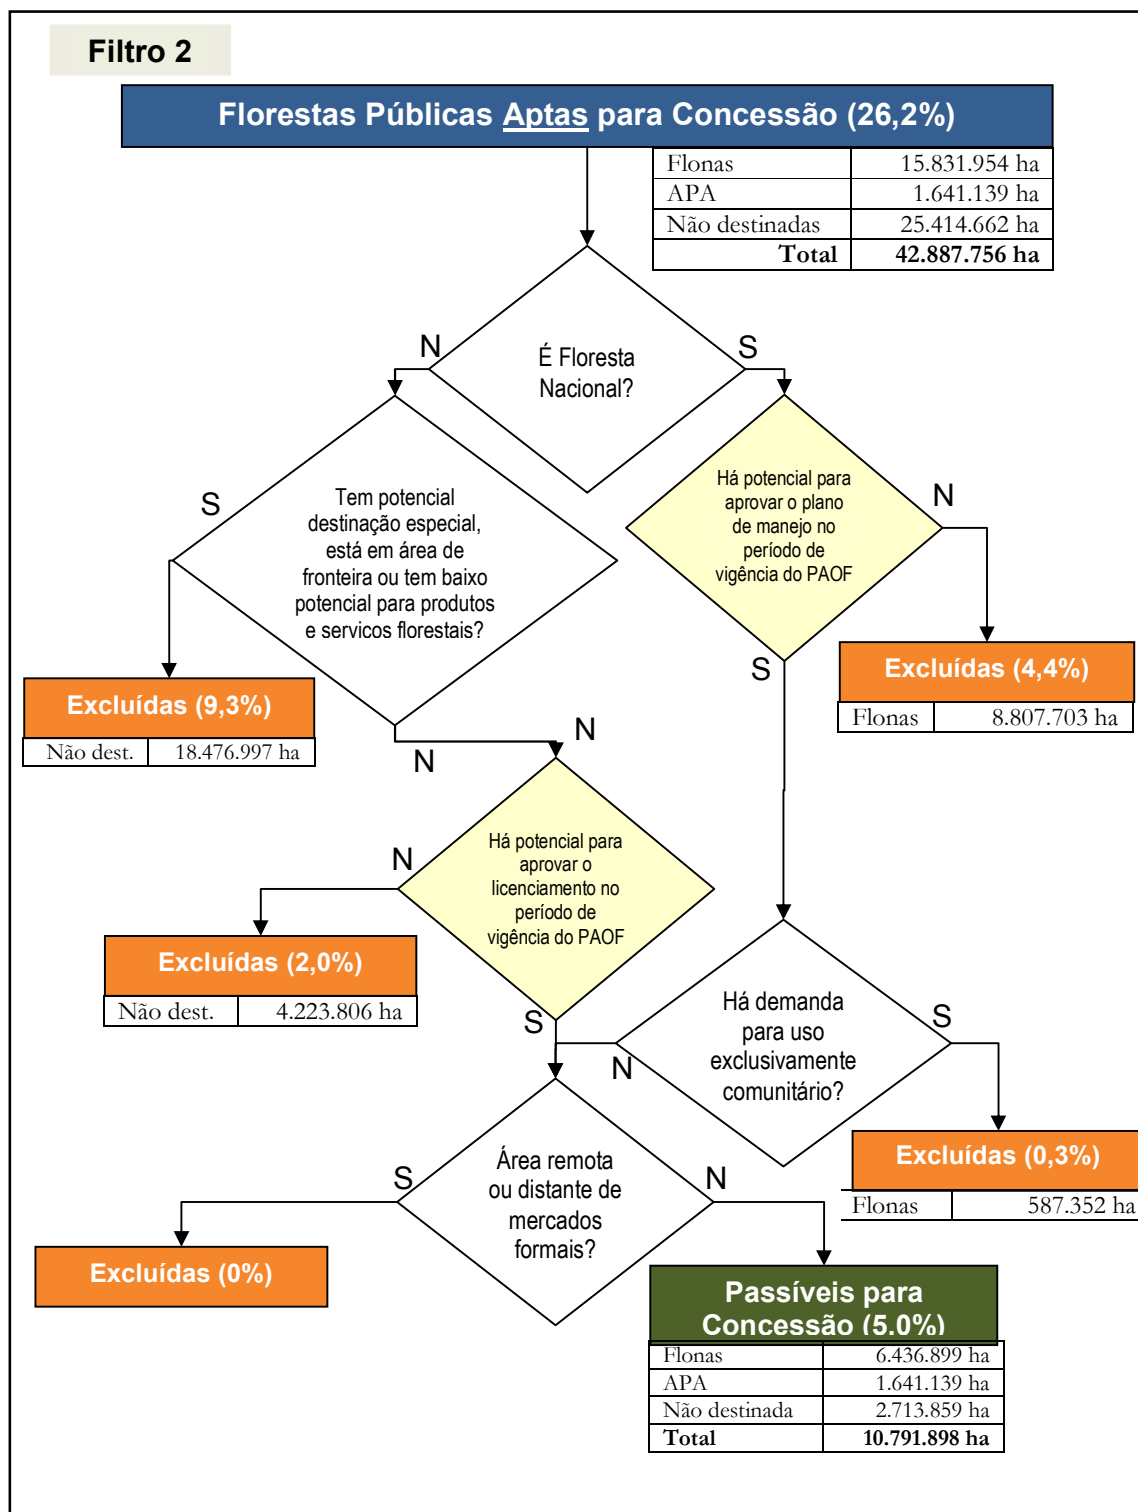 Filtro 2
Florestas Públicas Aptas para Concessão (26,2%)
Flonas 15.831.954 ha
APA 1.641.139 ha
Não destinadas 25.414.662 ha
Total 42.887.756 ha
É Floresta
Nacional?
N
S
Tem potencial
destinação especial,
está em área de
fronteira ou tem baixo
potencial para produtos
e servicos florestais?
S
Há potencial para
aprovar o plano
de manejo no
período de
vigência do PAOF
N
S
Excluídas (4,4%)
Flonas 8.807.703 ha
Excluídas (9,3%)
Não dest. 18.476.997 ha
N
N
Há potencial para
aprovar o
licenciamento no
período de
vigência do PAOF
N
Excluídas (2,0%)
Não dest. 4.223.806 ha
S
Há demanda
para uso
exclusivamente
comunitário?
S
N
Excluídas (0,3%)
Flonas 587.352 ha
Área remota
ou distante de
mercados
formais?
S
N
Excluídas (0%)
Passíveis para
Concessão (5.0%)
Flonas 6.436.899 ha
APA 1.641.139 ha
Não destinada 2.713.859 ha
Total 10.791.898 ha